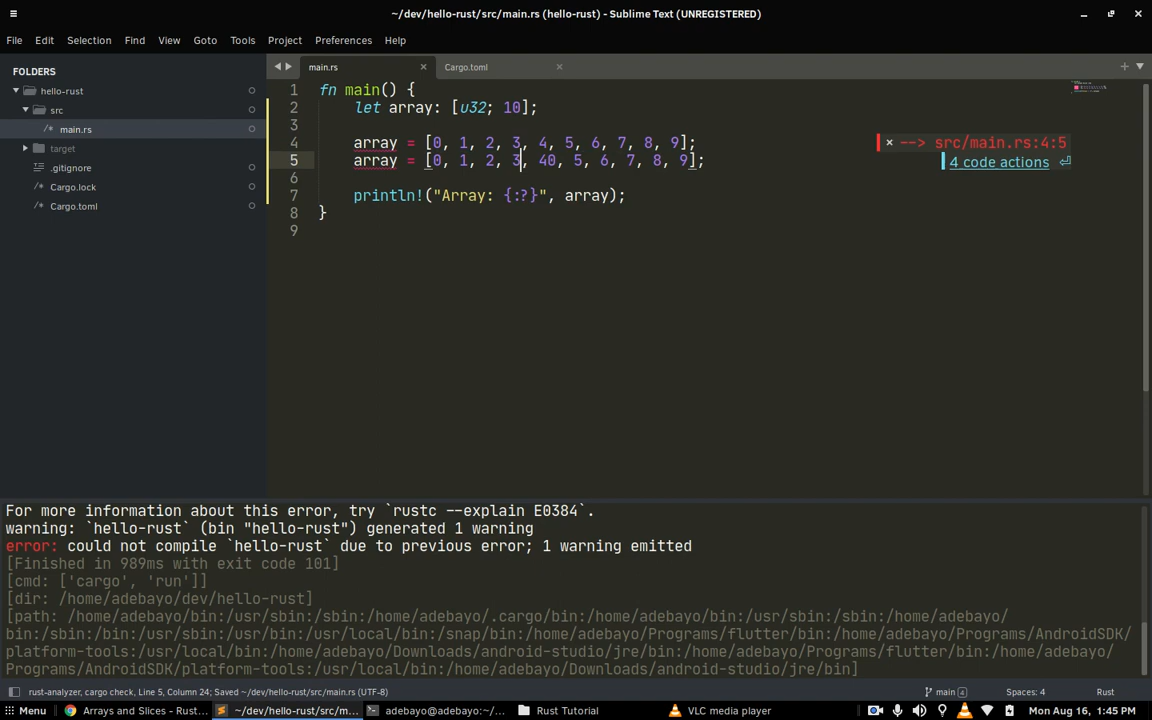 ~/dev/hello-rust/src/main.rs (hello-rust) - Sublime Text (UNREGISTERED)
File Edit Selection Find View Goto Tools Project Preferences Help
FOLDERS
hello-rust
src
main.rs
target
.gitignore
Cargo.lock
Cargo.toml
main.rs
Cargo.toml
1 fn main() {
2 let array: [u32; 10];
3
4 array = [0, 1, 2, 3, 4, 5, 6, 7, 8, 9];
5 array = [0, 1, 2, 3, 40, 5, 6, 7, 8, 9];
6
7 println!("Array: {:?}", array);
8 }
9
× --> src/main.rs:4:5
4 code actions ⏎
For more information about this error, try `rustc --explain E0384`.
warning: `hello-rust` (bin "hello-rust") generated 1 warning
error: could not compile `hello-rust` due to previous error; 1 warning emitted
[Finished in 989ms with exit code 101]
[cmd: ['cargo', 'run']]
[dir: /home/adebayo/dev/hello-rust]
[path: /home/adebayo/bin:/usr/sbin:/sbin:/home/adebayo/.cargo/bin:/home/adebayo/bin:/usr/sbin:/sbin:/home/adebayo/
bin:/sbin:/bin:/usr/sbin:/usr/bin:/usr/local/bin:/snap/bin:/home/adebayo/Programs/flutter/bin:/home/adebayo/Programs/AndroidSDK/
platform-tools:/usr/local/bin:/home/adebayo/Downloads/android-studio/jre/bin:/home/adebayo/Programs/flutter/bin:/home/adebayo/
Programs/AndroidSDK/platform-tools:/usr/local/bin:/home/adebayo/Downloads/android-studio/jre/bin]
rust-analyzer, cargo check, Line 5, Column 24; Saved ~/dev/hello-rust/src/main.rs (UTF-8)
main 4
Spaces: 4
Rust
Menu
Arrays and Slices - Rust...
~/dev/hello-rust/src/m...
adebayo@adebayo:~/...
Rust Tutorial
VLC media player
Mon Aug 16, 1:45 PM